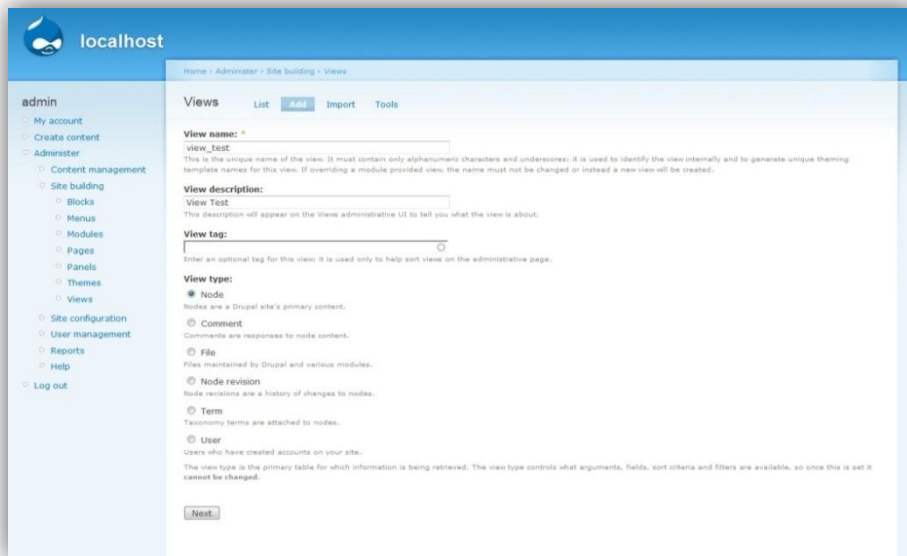 localhost
Home › Administer › Site building › Views
admin
My account
Create content
Administer
Content management
Site building
Blocks
Menus
Modules
Pages
Panels
Themes
Views
Site configuration
User management
Reports
Help
Log out
Views List Add Import Tools
View name: *
view_test
This is the unique name of the view. It must contain only alphanumeric characters and underscores; it is used to identify the view internally and to generate unique theming
template names for this view. If overriding a module provided view, the name must not be changed or instead a new view will be created.
View description:
View Test
This description will appear on the Views administrative UI to tell you what the view is about.
View tag:
Enter an optional tag for this view; it is used only to help sort views on the administrative page.
View type:
Node
Nodes are a Drupal site's primary content.
Comment
Comments are responses to node content.
File
Files maintained by Drupal and various modules.
Node revision
Node revisions are a history of changes to nodes.
Term
Taxonomy terms are attached to nodes.
User
Users who have created accounts on your site.
The view type is the primary table for which information is being retrieved. The view type controls what arguments, fields, sort criteria and filters are available, so once this is set it
cannot be changed.
Next